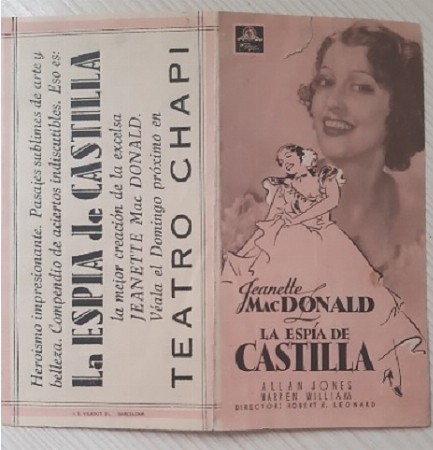 Heroísmo impresionante. Pasajes sublimes de arte y
belleza. Compendio de aciertos indiscutibles. Eso es:
La ESPIA de CASTILLA
la mejor creación de la excelsa
JEANETTE Mac DONALD.
Véala el Domingo próximo en
TEATRO CHAPI
Jeanette
MACDONALD
LA ESPÍA DE
CASTILLA
ALLAN JONES
WARREN WILLIAM
DIRECTOR: ROBERT Z. LEONARD